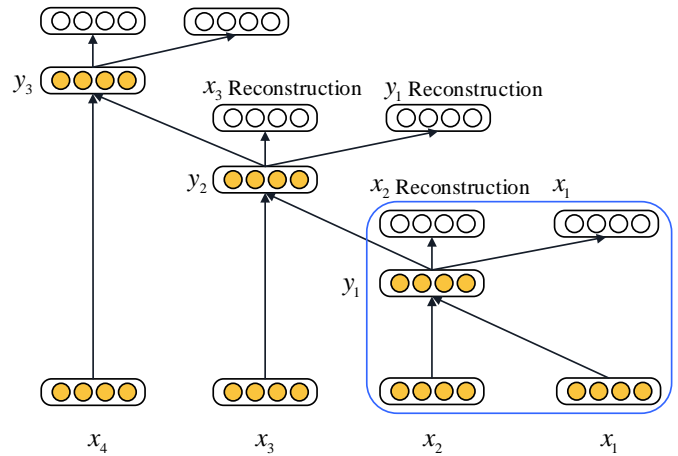 y3
x3 Reconstruction y1 Reconstruction
y2
x2 Reconstruction x1
y1
x4 x3 x2 x1